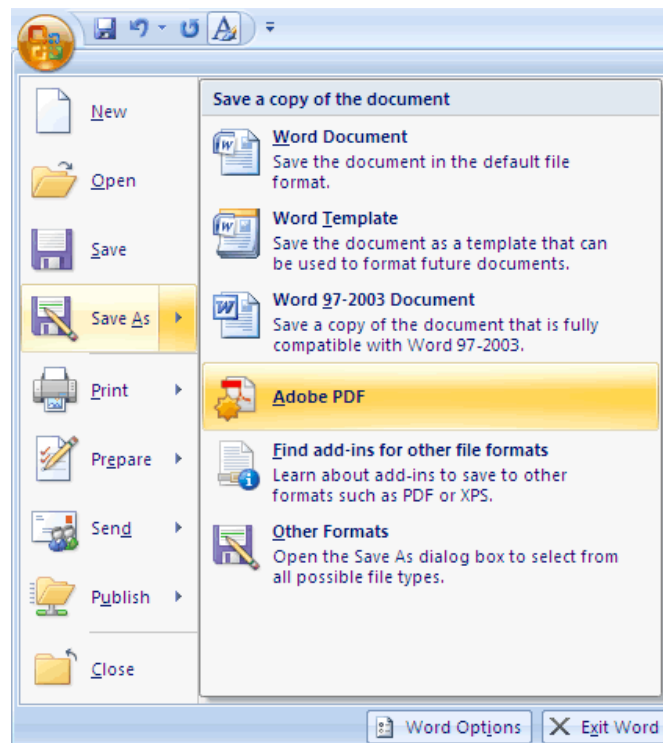 New
Open
Save
Save As
Print
Prepare
Send
Publish
Close
Save a copy of the document
Word Document
Save the document in the default file
format.
Word Template
Save the document as a template that can
be used to format future documents.
Word 97-2003 Document
Save a copy of the document that is fully
compatible with Word 97-2003.
Adobe PDF
Find add-ins for other file formats
Learn about add-ins to save to other
formats such as PDF or XPS.
Other Formats
Open the Save As dialog box to select from
all possible file types.
Word Options
Exit Word